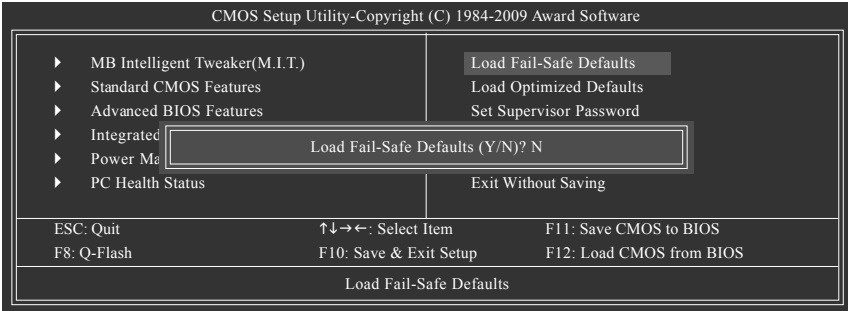 CMOS Setup Utility-Copyright (C) 1984-2009 Award Software
MB Intelligent Tweaker(M.I.T.)
Standard CMOS Features
Advanced BIOS Features
Integrated
Power Ma
PC Health Status
Load Fail-Safe Defaults
Load Optimized Defaults
Set Supervisor Password
Exit Without Saving
Load Fail-Safe Defaults (Y/N)? N
ESC: Quit ↑↓→←: Select Item F11: Save CMOS to BIOS
F8: Q-Flash F10: Save & Exit Setup F12: Load CMOS from BIOS
Load Fail-Safe Defaults